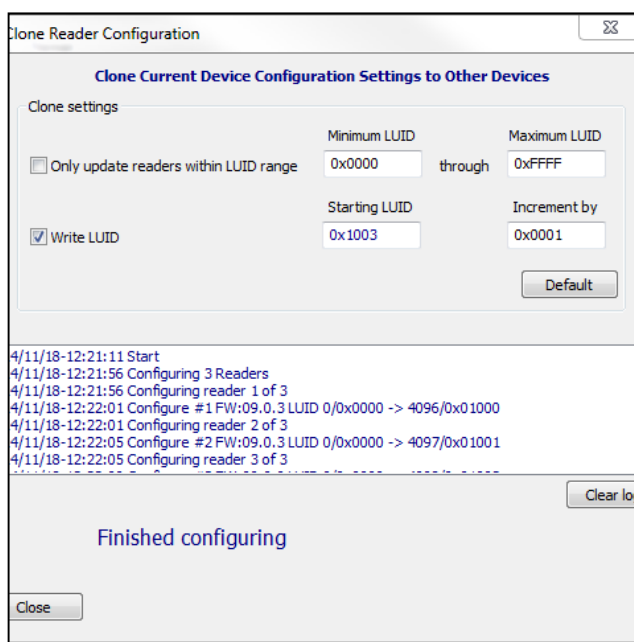 Clone Reader Configuration
Clone Current Device Configuration Settings to Other Devices
Clone settings
Minimum LUID Maximum LUID
Only update readers within LUID range 0x0000 through 0xFFFF
Starting LUID Increment by
Write LUID 0x1003 0x0001
Default
4/11/18-12:21:11 Start
4/11/18-12:21:56 Configuring 3 Readers
4/11/18-12:21:56 Configuring reader 1 of 3
4/11/18-12:22:01 Configure #1 FW:09.0.3 LUID 0/0x0000 -> 4096/0x01000
4/11/18-12:22:01 Configuring reader 2 of 3
4/11/18-12:22:05 Configure #2 FW:09.0.3 LUID 0/0x0000 -> 4097/0x01001
4/11/18-12:22:05 Configuring reader 3 of 3
Clear lo
Finished configuring
Close